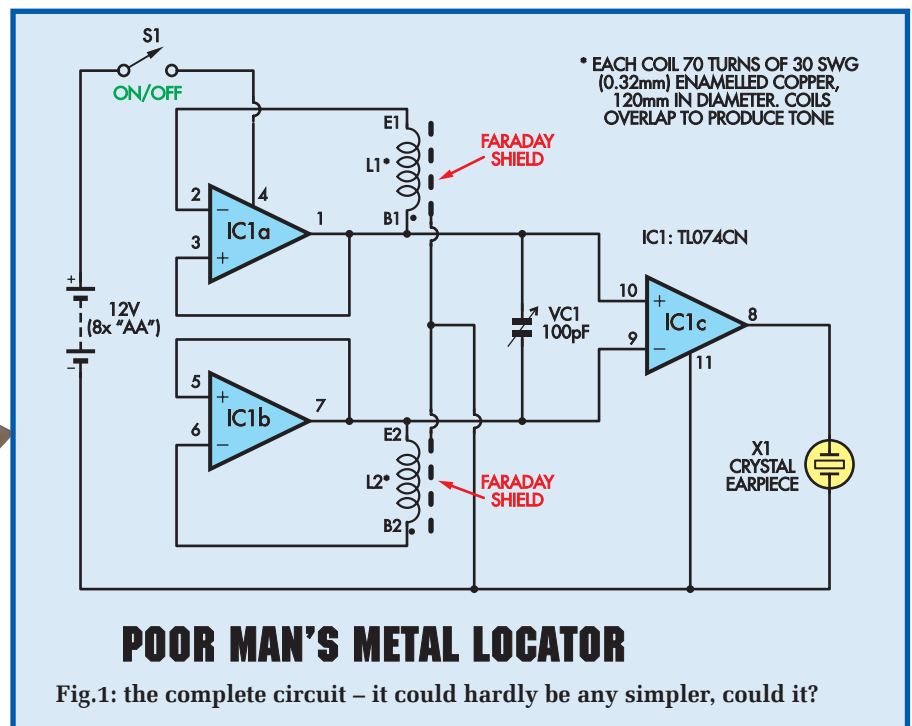 S1
ON/OFF
* EACH COIL 70 TURNS OF 30 SWG
(0.32mm) ENAMELLED COPPER,
120mm IN DIAMETER. COILS
OVERLAP TO PRODUCE TONE
E1
L1*
B1
FARADAY
SHIELD
2
3
4
1
−
+
IC1a
IC1: TL074CN
+
12V
(8x “AA”)
−
VC1
100pF
10
9
8
11
+
−
IC1c
5
6
7
+
−
IC1b
E2
L2*
B2
FARADAY
SHIELD
X1
CRYSTAL
EARPIECE
POOR MAN'S METAL LOCATOR
Fig.1: the complete circuit – it could hardly be any simpler, could it?